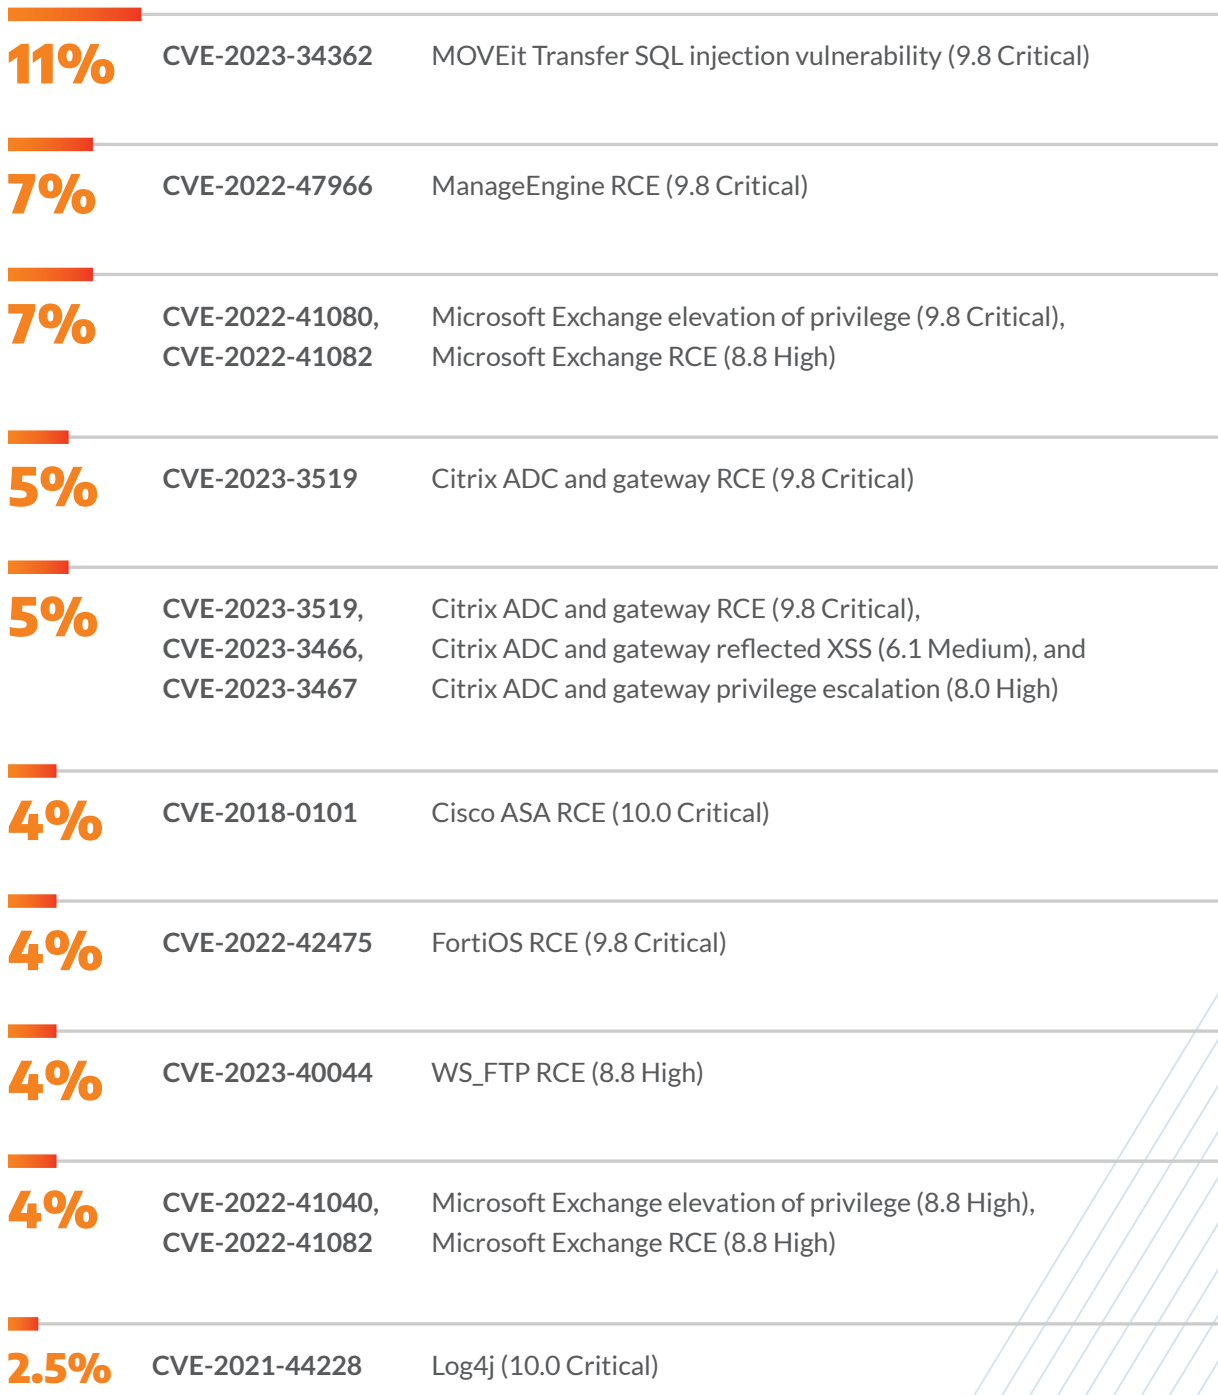 11% CVE-2023-34362 MOVEit Transfer SQL injection vulnerability (9.8 Critical)
7% CVE-2022-47966 ManageEngine RCE (9.8 Critical)
7% CVE-2022-41080, Microsoft Exchange elevation of privilege (9.8 Critical),
CVE-2022-41082 Microsoft Exchange RCE (8.8 High)
5% CVE-2023-3519 Citrix ADC and gateway RCE (9.8 Critical)
5% CVE-2023-3519, Citrix ADC and gateway RCE (9.8 Critical),
CVE-2023-3466, Citrix ADC and gateway reflected XSS (6.1 Medium), and
CVE-2023-3467 Citrix ADC and gateway privilege escalation (8.0 High)
4% CVE-2018-0101 Cisco ASA RCE (10.0 Critical)
4% CVE-2022-42475 FortiOS RCE (9.8 Critical)
4% CVE-2023-40044 WS_FTP RCE (8.8 High)
4% CVE-2022-41040, Microsoft Exchange elevation of privilege (8.8 High),
CVE-2022-41082 Microsoft Exchange RCE (8.8 High)
2.5% CVE-2021-44228 Log4j (10.0 Critical)